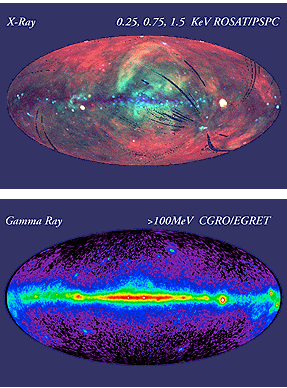 X-Ray 0.25, 0.75, 1.5 KeV ROSAT/PSPC
Gamma Ray >100MeV CGRO/EGRET